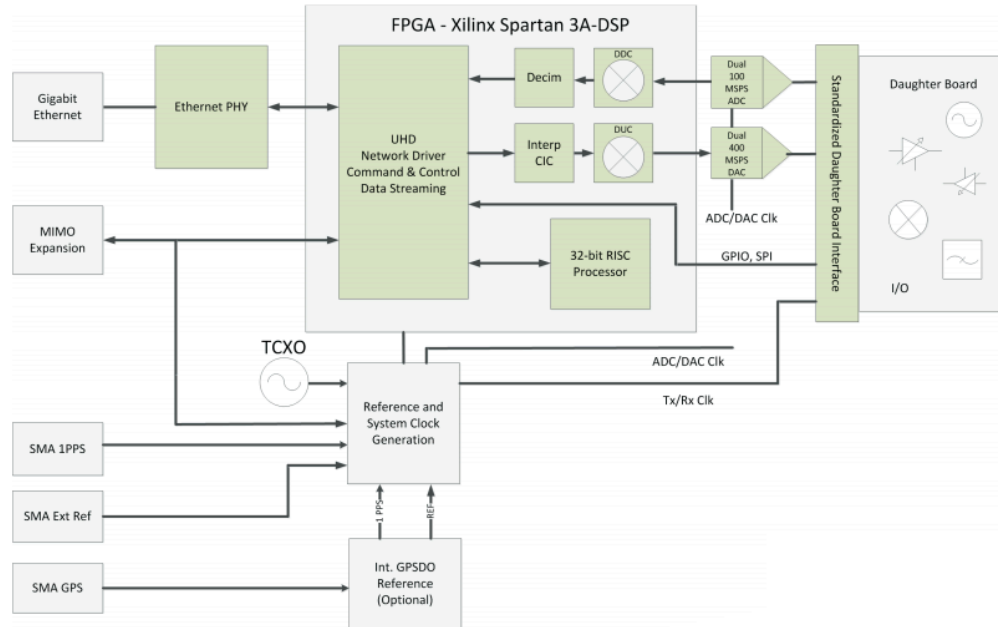 FPGA - Xilinx Spartan 3A-DSP
Gigabit
Ethernet
Ethernet PHY
UHD
Network Driver
Command & Control
Data Streaming
Decim
DDC
Dual
100
MSPS
ADC
Interp
CIC
DUC
Dual
400
MSPS
DAC
ADC/DAC Clk
Standardized Daughter Board Interface
Daughter Board
I/O
MIMO
Expansion
32-bit RISC
Processor
GPIO, SPI
TCXO
ADC/DAC Clk
Tx/Rx Clk
Reference and
System Clock
Generation
SMA 1PPS
SMA Ext Ref
1 PPS
REF
SMA GPS
Int. GPSDO
Reference
(Optional)